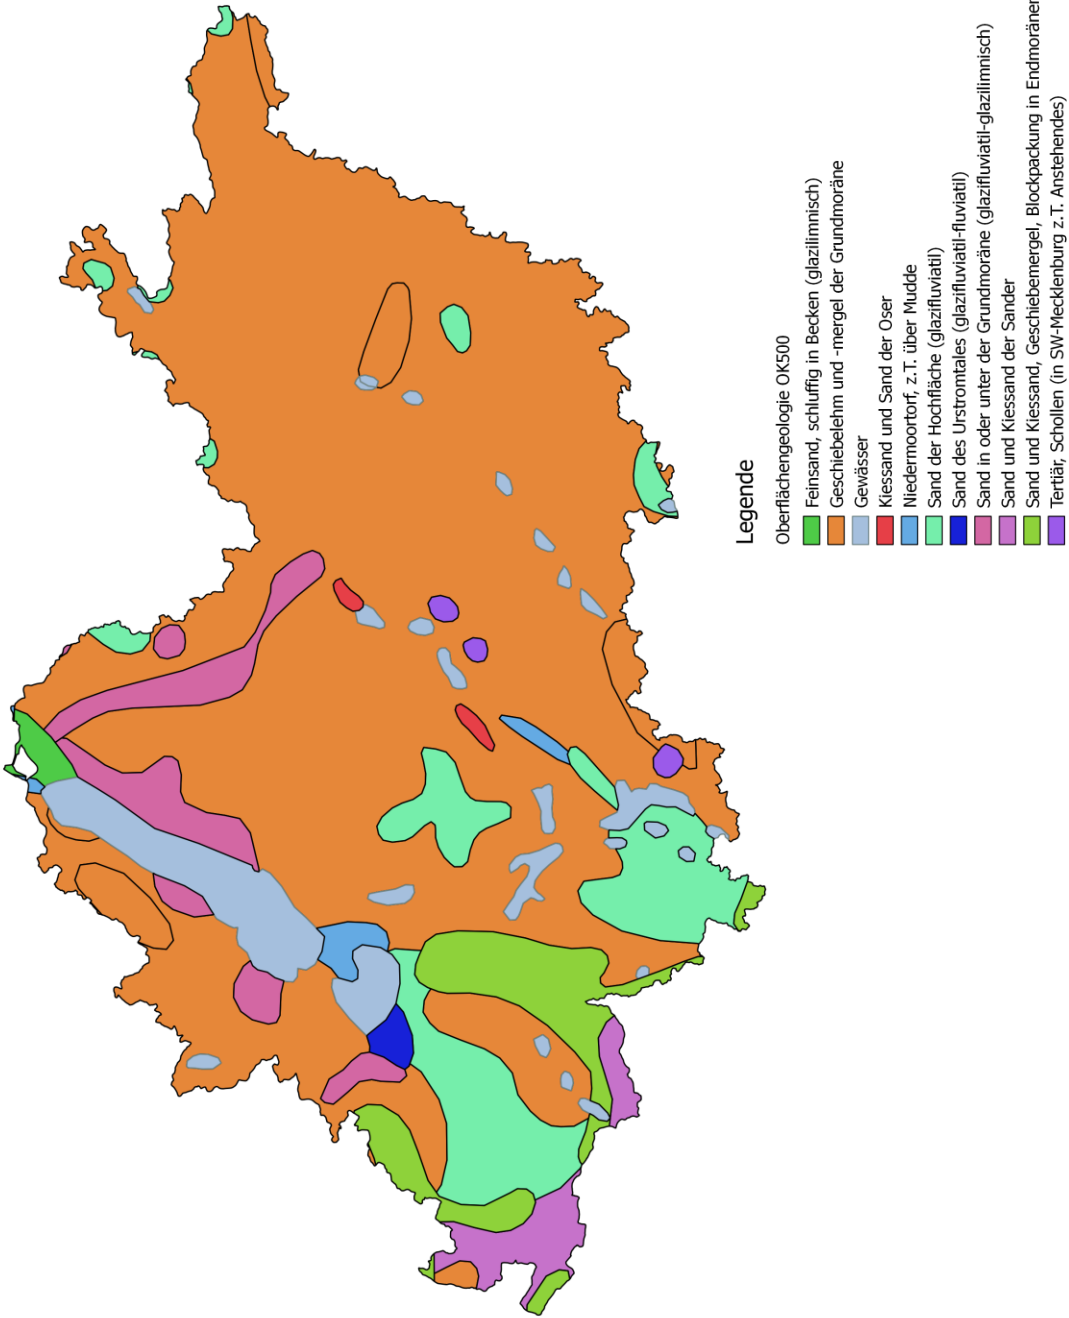 Legende
Oberflächengeologie OK500
Feinsand, schluffig in Becken (glazilimnisch)
Geschiebelehm und -mergel der Grundmoräne
Gewässer
Kiessand und Sand der Oser
Niedermoortorf, z.T. über Mudde
Sand der Hochfläche (glazifluviatil)
Sand des Urstromtales (glazifluviatil-fluviatil)
Sand in oder unter der Grundmoräne (glazifluviatil-glazilimnisch)
Sand und Kiessand der Sander
Sand und Kiessand, Geschiebemergel, Blockpackung in Endmoränen
Tertiär, Schollen (in SW-Mecklenburg z.T. Anstehendes)